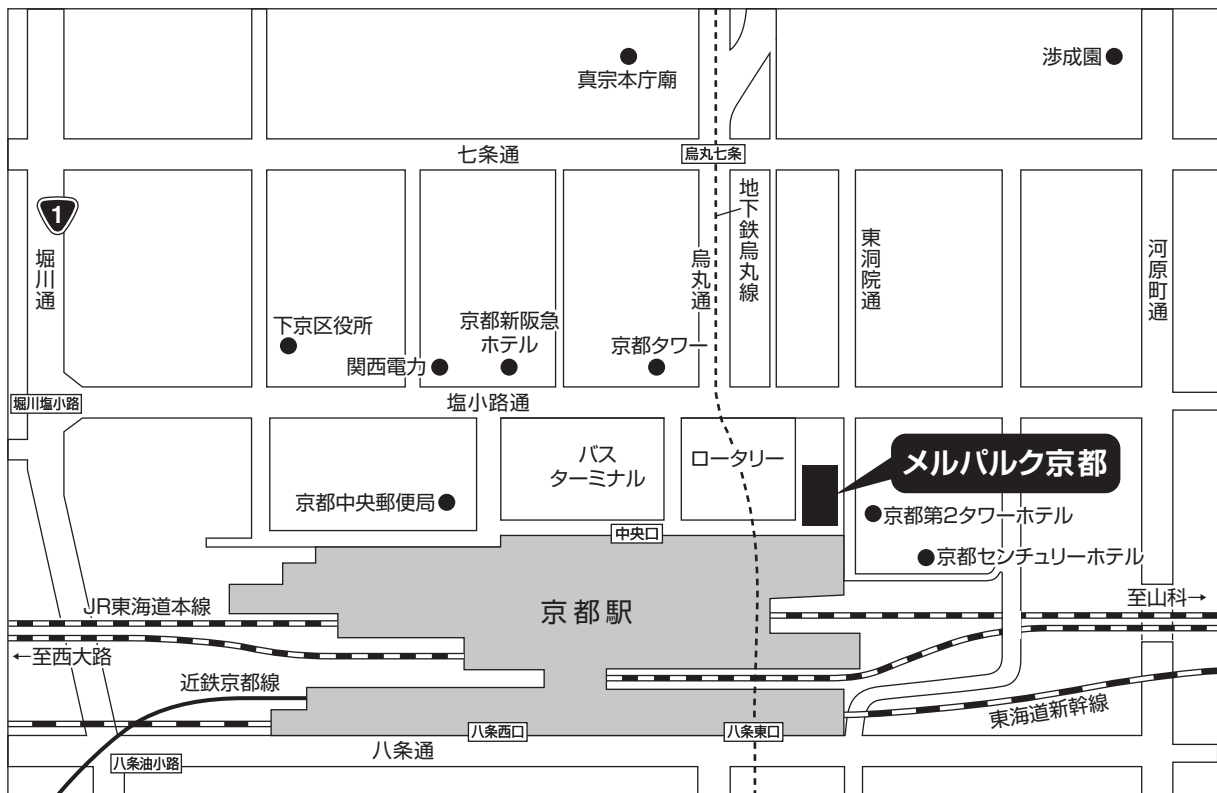 真宗本庁廟
渉成園
七条通
烏丸七条
1
堀川通
地下鉄烏丸線
烏丸通
東洞院通
河原町通
下京区役所
京都新阪急
ホテル
関西電力
京都タワー
堀川塩小路
塩小路通
バス
ターミナル
ロータリー
メルパルク京都
京都中央郵便局
京都第2タワーホテル
中央口
京都センチュリーホテル
JR東海道本線
京都駅
至山科→
←至西大路
近鉄京都線
東海道新幹線
八条西口
八条東口
八条通
八条油小路